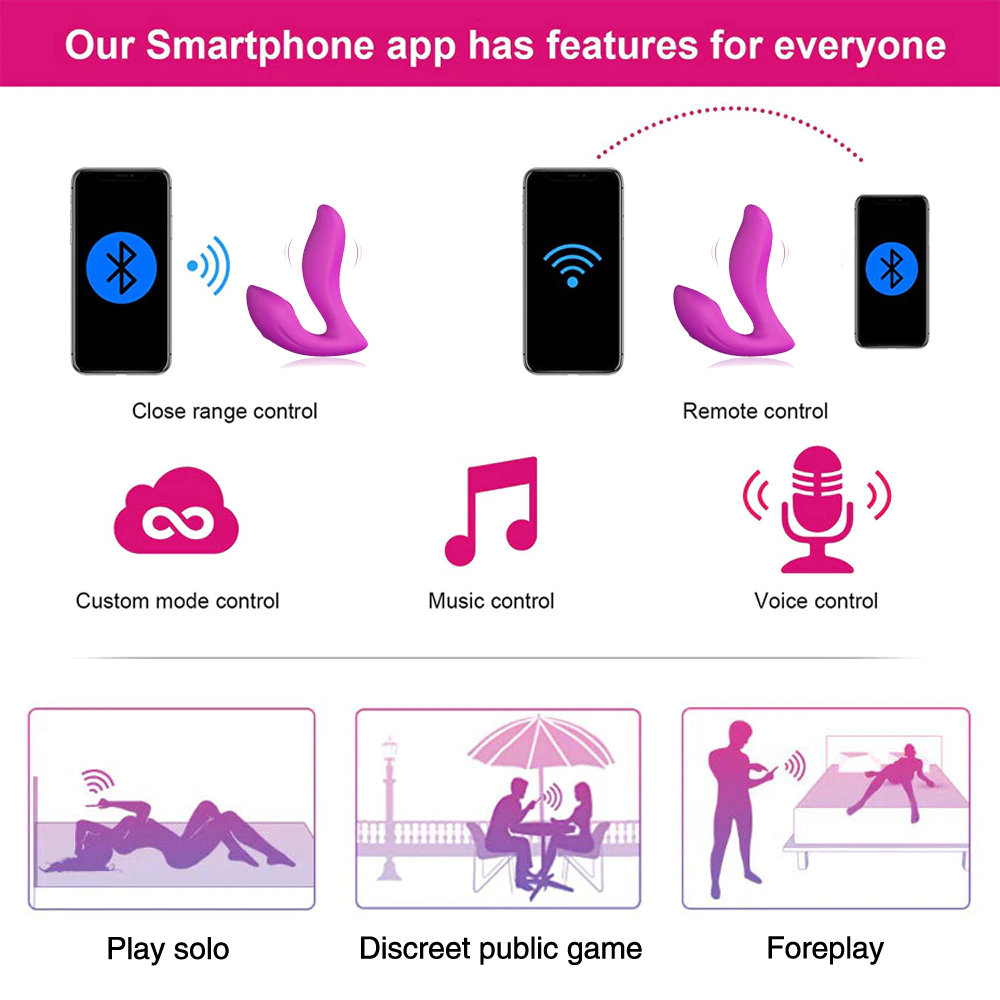 Our Smartphone app has features for everyone
Close range control
Remote control
Custom mode control
Music control
Voice control
Play solo
Discreet public game
Foreplay